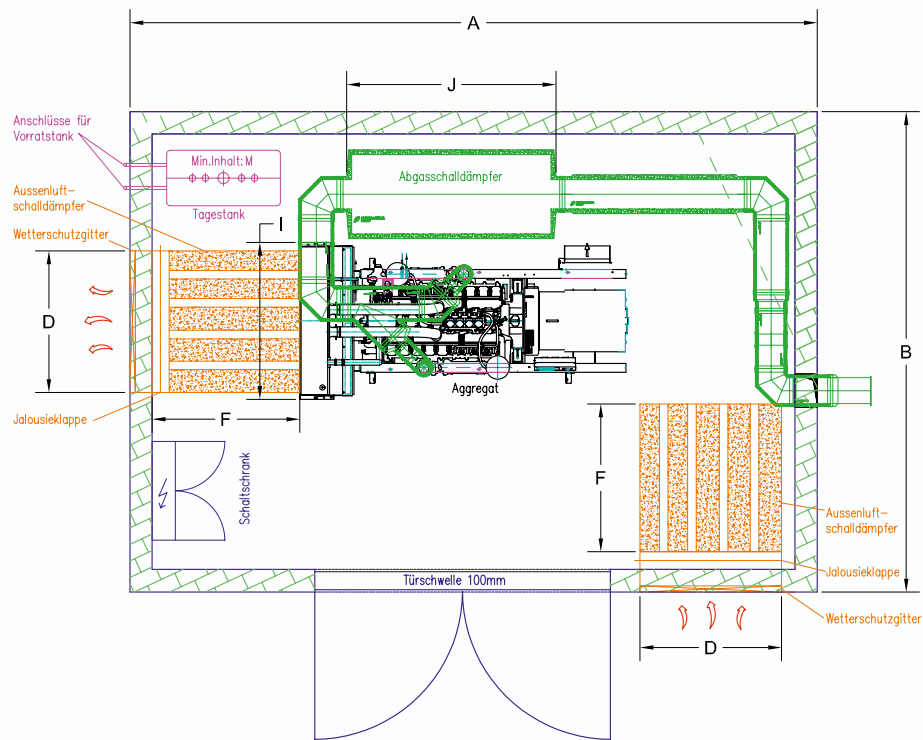 A
J
Anschlüsse für
Vorratstank
Min.Inhalt: M
Tagestank
Abgasschalldämpfer
Aussenluft-
schalldämpfer
Wetterschutzgitter
I
D
B
Aggregat
Jalousieklappe
F
F
Schaltschrank
Aussenluft-
schalldämpfer
Jalousieklappe
Türschwelle 100mm
Wetterschutzgitter
D